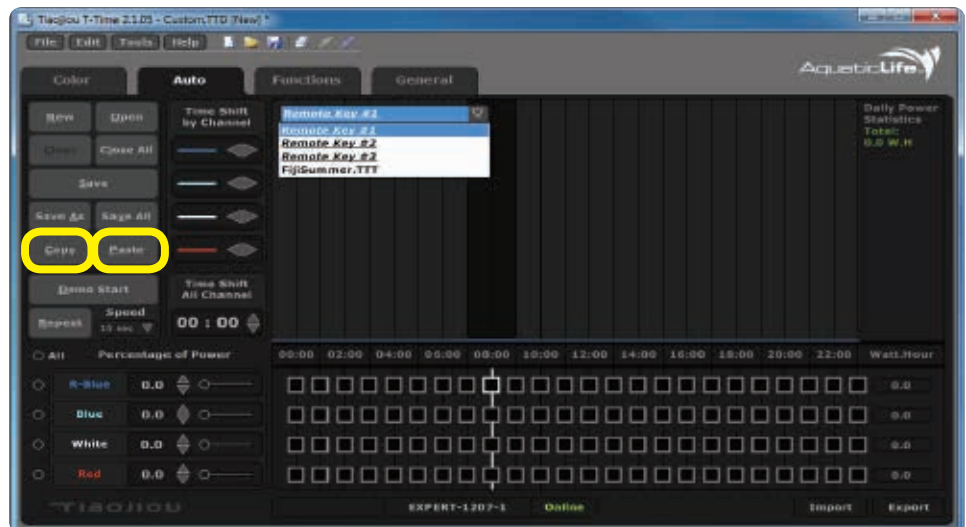 Tiaojiou T-Time 2.1.05 - Custom.TTD [New] *
File Edit Tools Help
AquaticLife
Color Auto Functions General
New Open Time Shift by Channel
Remote Key #1
Daily Power Statistics
Total:
0.0 W.H
Close Close All
Remote Key #1
Remote Key #2
Remote Key #3
FijiSummer.TTT
Save
Save As Save All
Copy Paste
Demo Start Time Shift All Channel
Repeat Speed 10 sec 00 : 00
All Percentage of Power 00:00 02:00 04:00 06:00 08:00 10:00 12:00 14:00 16:00 18:00 20:00 22:00 Watt.Hour
R-Blue 0.0 0.0
Blue 0.0 0.0
White 0.0 0.0
Red 0.0 0.0
TIAOJIOU EXPERT-1207-1 Online Import Export